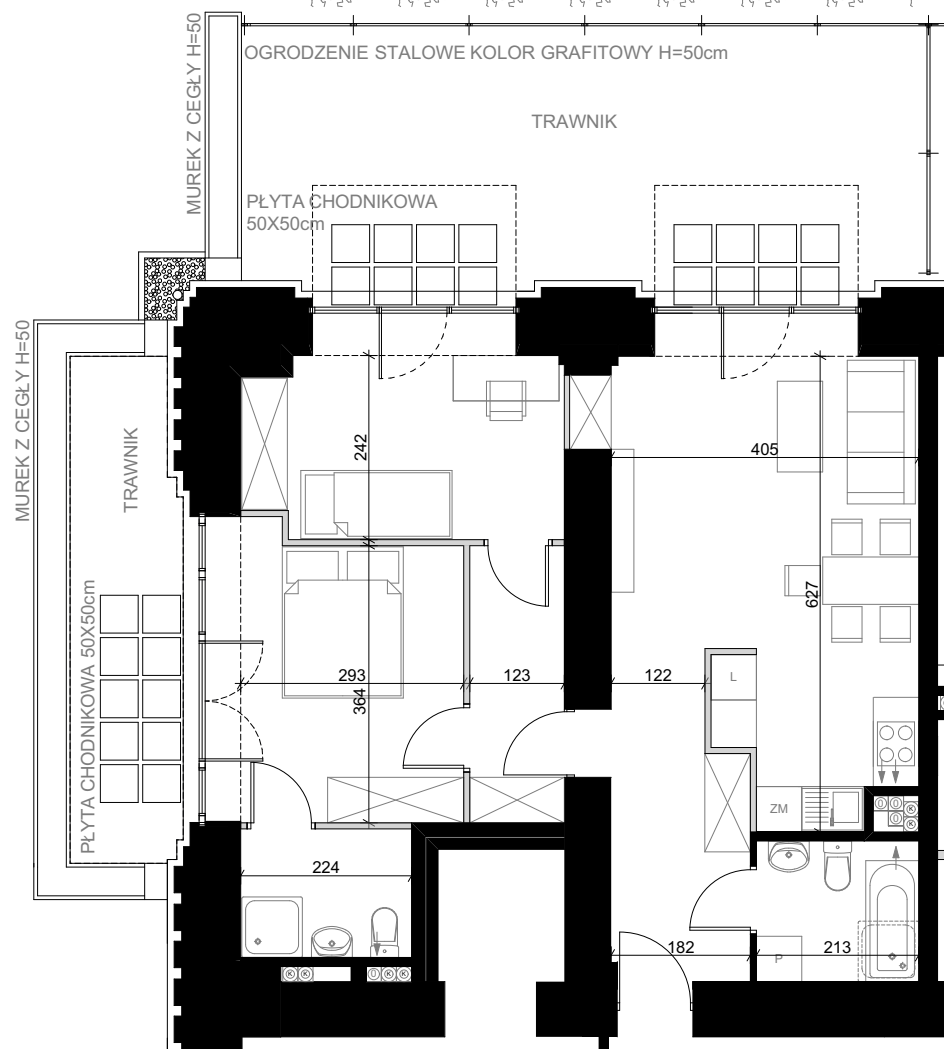 MUREK Z CEGŁY H=50
OGRODZENIE STALOWE KOLOR GRAFITOWY H=50cm
TRAWNIK
PŁYTA CHODNIKOWA
50X50cm
MUREK Z CEGŁY H=50
TRAWNIK
PŁYTA CHODNIKOWA 50X50cm
242
405
627
293
364
123
122
L
ZM
O O K
O K
224
182
213
P
K K
O K K